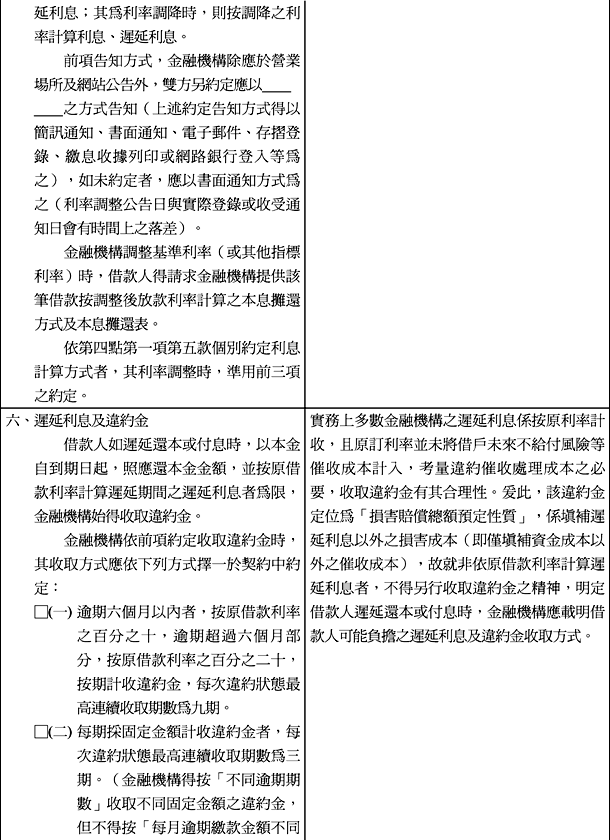 延利息；其為利率調降時，則按調降之利
率計算利息、遲延利息。
前項告知方式，金融機構除應於營業
場所及網站公告外，雙方另約定應以____
____之方式告知（上述約定告知方式得以
簡訊通知、書面通知、電子郵件、存摺登
錄、繳息收據列印或網路銀行登入等為
之），如未約定者，應以書面通知方式為
之（利率調整公告日與實際登錄或收受通
知日會有時間上之落差）。
金融機構調整基準利率（或其他指標
利率）時，借款人得請求金融機構提供該
筆借款按調整後放款利率計算之本息攤還
方式及本息攤還表。
依第四點第一項第五款個別約定利息
計算方式者，其利率調整時，準用前三項
之約定。
六、遲延利息及違約金
借款人如遲延還本或付息時，以本金
自到期日起，照應還本金金額，並按原借
款利率計算遲延期間之遲延利息者為限，
金融機構始得收取違約金。
金融機構依前項約定收取違約金時，
其收取方式應依下列方式擇一於契約中約
定：
□(一) 逾期六個月以內者，按原借款利率
之百分之十，逾期超過六個月部
分，按原借款利率之百分之二十，
按期計收違約金，每次違約狀態最
高連續收取期數為九期。
□(二) 每期採固定金額計收違約金者，每
次違約狀態最高連續收取期數為三
期。（金融機構得按「不同逾期期
數」收取不同固定金額之違約金，
但不得按「每月逾期繳款金額不同
實務上多數金融機構之遲延利息係按原利率計
收，且原訂利率並未將借戶未來不給付風險等
催收成本計入，考量違約催收處理成本之必
要，收取違約金有其合理性。爰此，該違約金
定位為「損害賠償總額預定性質」，係填補遲
延利息以外之損害成本（即僅填補資金成本以
外之催收成本），故就非依原借款利率計算遲
延利息者，不得另行收取違約金之精神，明定
借款人遲延還本或付息時，金融機構應載明借
款人可能負擔之遲延利息及違約金收取方式。